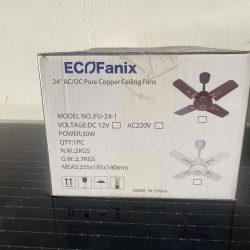 ECOFanix
24" AC/DC Pure Copper Ceiling Fans
MODEL NO.:FU-24-1
VOLTAGE:DC 12V AC220V
POWER:30W
QTY:1PC
N.W.:2KGS
G.W.:2.7KGS
MEAS:255x185x140mm
MADE IN CHINA